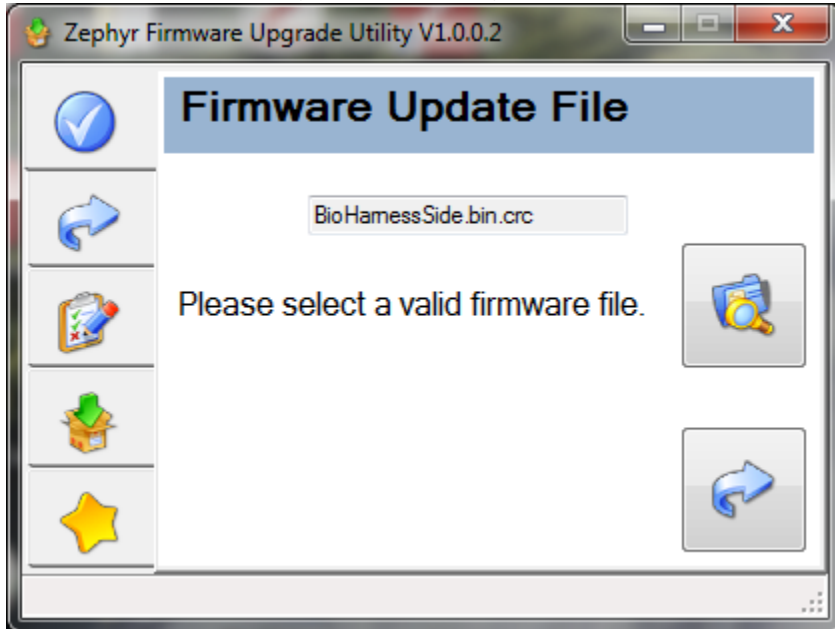 Zephyr Firmware Upgrade Utility V1.0.0.2
Firmware Update File
BioHarnessSide.bin.crc
Please select a valid firmware file.